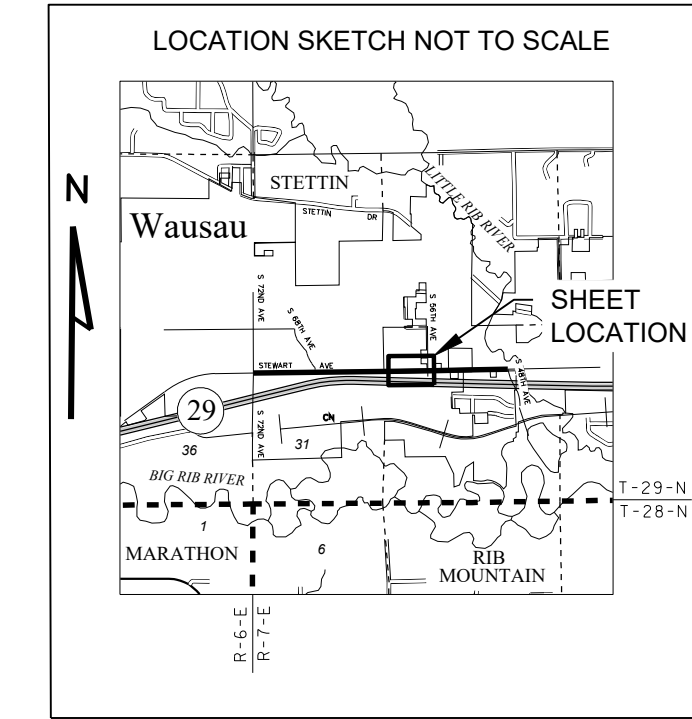 LOCATION SKETCH NOT TO SCALE
N
STETTIN
LITTLE RIB RIVER
STETTIN DR
Wausau
S 72ND AVE
S 68TH AVE
S 56TH AVE
SHEET
LOCATION
STEWART AVE
S 48TH AVE
29
S 72ND AVE
CN
36
31
BIG RIB RIVER
T-29-N
T-28-N
1
6
MARATHON
RIB
MOUNTAIN
R-6-E
R-7-E